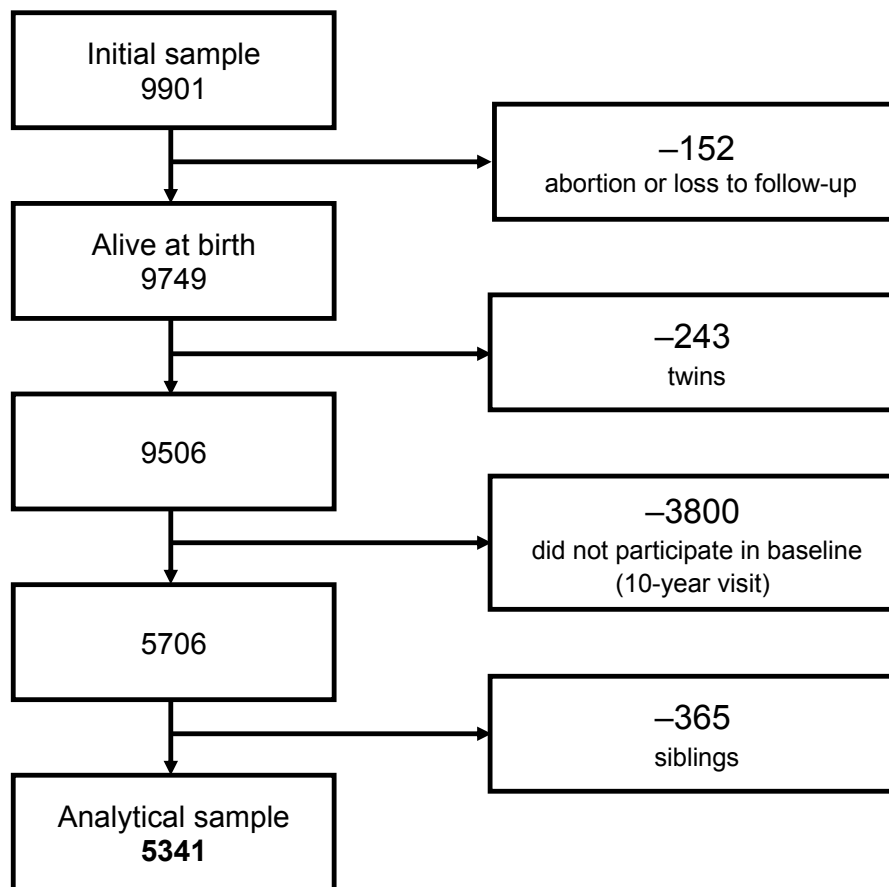 Initial sample
9901
–152
abortion or loss to follow-up
Alive at birth
9749
–243
twins
9506
–3800
did not participate in baseline
(10-year visit)
5706
–365
siblings
Analytical sample
5341